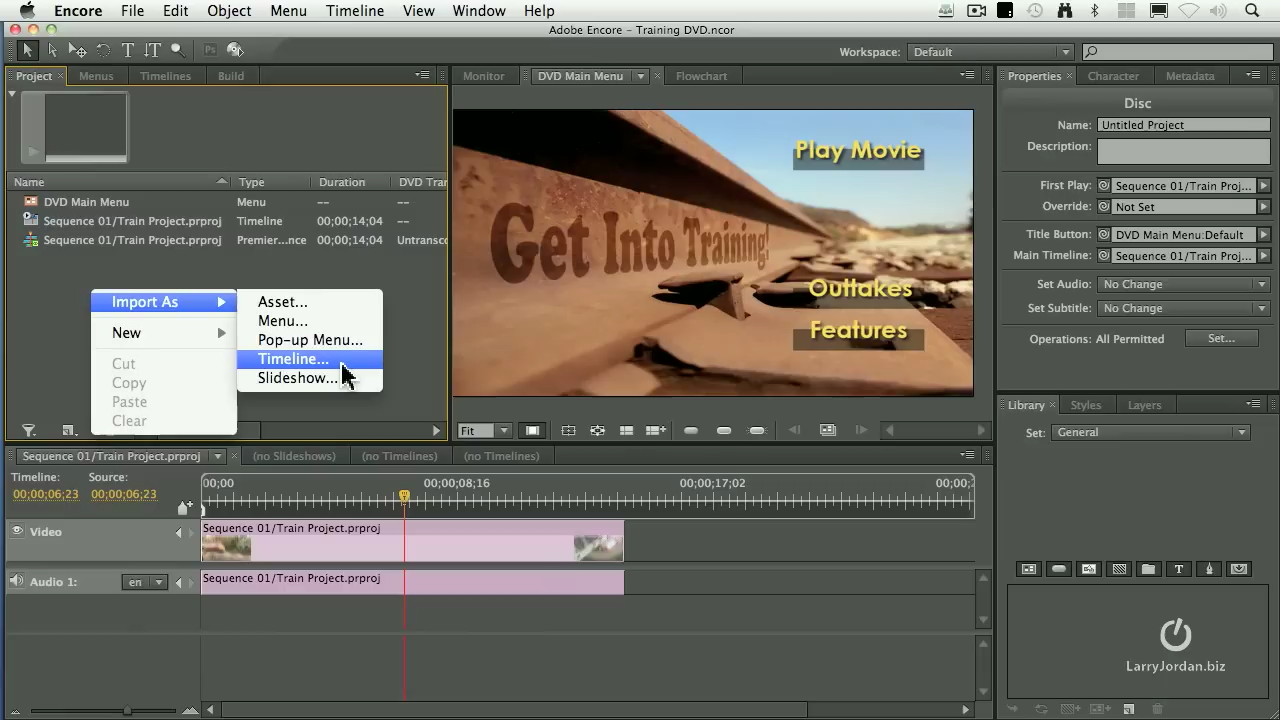 Encore File Edit Object Menu Timeline View Window Help
Adobe Encore - Training DVD.ncor
Workspace: Default
Project Menus Timelines Build
Monitor DVD Main Menu Flowchart
Properties Character Metadata
Name Type Duration DVD Tran
DVD Main Menu Menu -- --
Sequence 01/Train Project.prproj Timeline 00;00;14;04 --
Sequence 01/Train Project.prproj Premier...nce 00;00;14;04 Untransc
Import As
New
Cut
Copy
Paste
Clear
Asset...
Menu...
Pop-up Menu...
Timeline...
Slideshow...
Play Movie
Get Into Training!
Outtakes
Features
Fit
Disc
Name: Untitled Project
Description:
First Play: Sequence 01/Train Proj...
Override: Not Set
Title Button: DVD Main Menu:Default
Main Timeline: Sequence 01/Train Proj...
Set Audio: No Change
Set Subtitle: No Change
Operations: All Permitted Set...
Library Styles Layers
Set: General
Sequence 01/Train Project.prproj (no Slideshows) (no Timelines) (no Timelines)
Timeline: Source:
00;00;06;23 00;00;06;23
00;00 00;00;08;16 00;00;17;02 00;00;2
Video
Sequence 01/Train Project.prproj
Audio 1: en
Sequence 01/Train Project.prproj
LarryJordan.biz